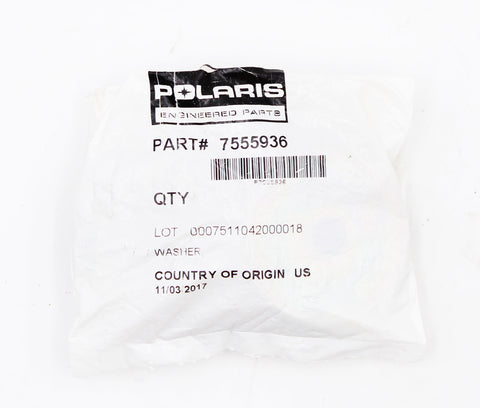 POLARIS
ENGINEERED PARTS
PART# 7555936
QTY
LOT 0007511042000018
WASHER
COUNTRY OF ORIGIN US
11/03/2017